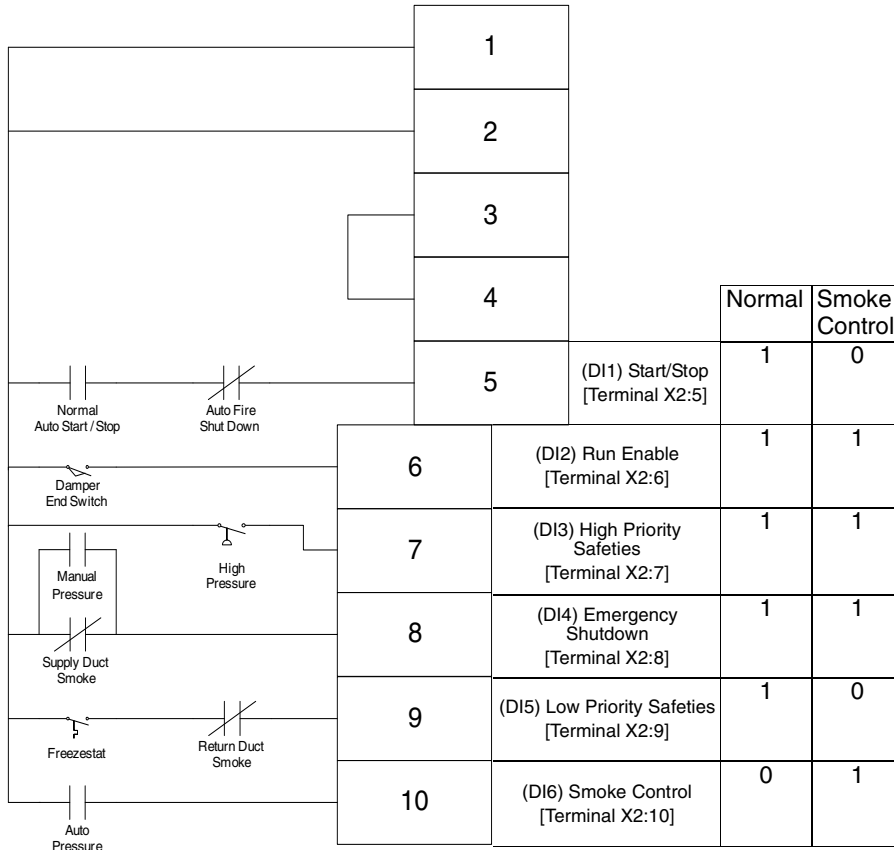 1
2
3
4
Normal
Smoke
Control
Normal
Auto Start / Stop
Auto Fire
Shut Down
5
(DI1) Start/Stop
[Terminal X2:5]
1
0
Damper
End Switch
6
(DI2) Run Enable
[Terminal X2:6]
1
1
Manual
Pressure
High
Pressure
7
(DI3) High Priority
Safeties
[Terminal X2:7]
1
1
Supply Duct
Smoke
8
(DI4) Emergency
Shutdown
[Terminal X2:8]
1
1
Freezestat
Return Duct
Smoke
9
(DI5) Low Priority Safeties
[Terminal X2:9]
1
0
Auto
Pressure
10
(DI6) Smoke Control
[Terminal X2:10]
0
1